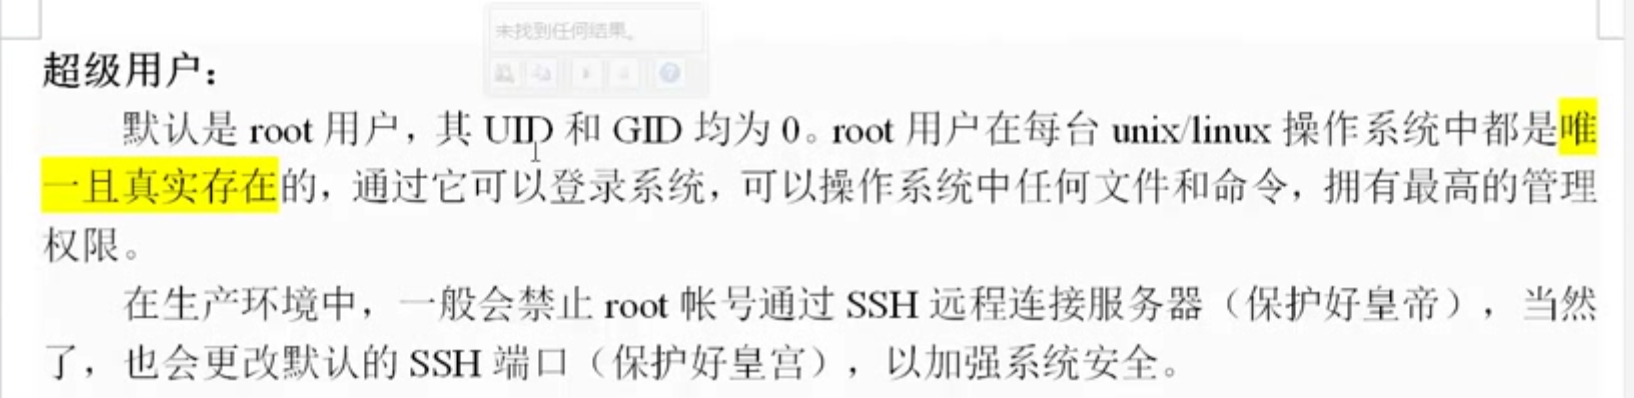 未找到任何结果。
超级用户：
默认是 root 用户，其 UID 和 GID 均为 0。root 用户在每台 unix/linux 操作系统中都是唯
一且真实存在的，通过它可以登录系统，可以操作系统中任何文件和命令，拥有最高的管理
权限。
在生产环境中，一般会禁止 root 帐号通过 SSH 远程连接服务器（保护好皇帝），当然
了，也会更改默认的 SSH 端口（保护好皇宫），以加强系统安全。